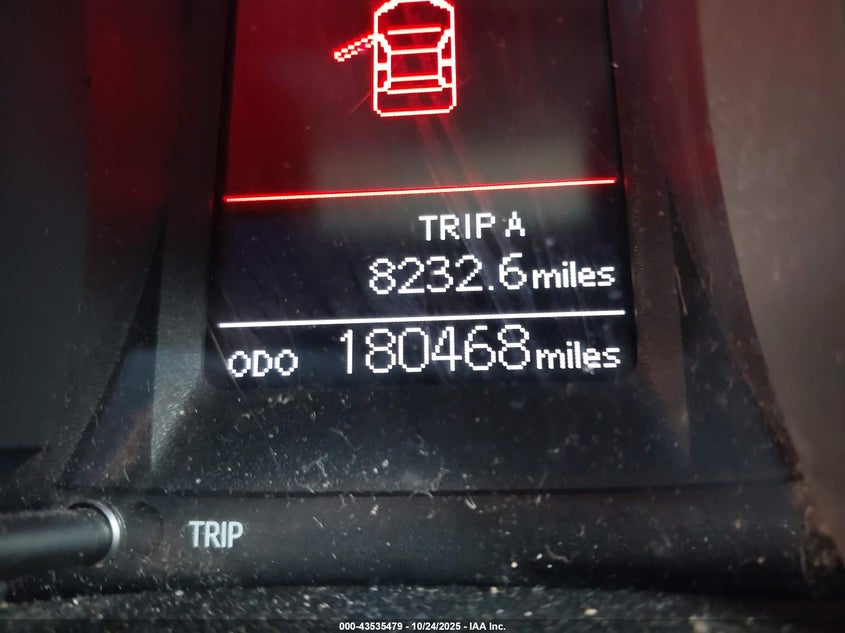 TRIP A
8232.6 miles
ODO 180468 miles
TRIP
000-43535479 - 10/24/2025 - IAA Inc.